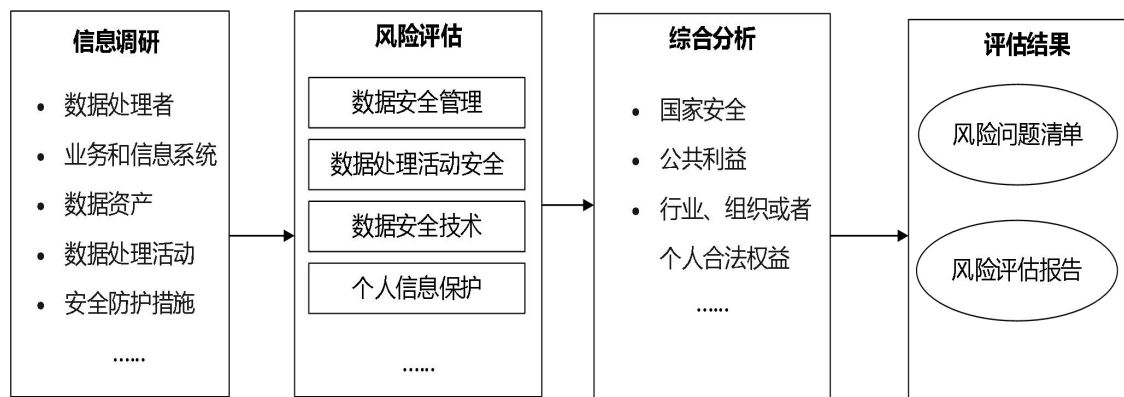 信息调研
• 数据处理者
• 业务和信息系统
• 数据资产
• 数据处理活动
• 安全防护措施
……
风险评估
数据安全管理
数据处理活动安全
数据安全技术
个人信息保护
……
综合分析
• 国家安全
• 公共利益
• 行业、组织或者
个人合法权益
……
评估结果
风险问题清单
风险评估报告